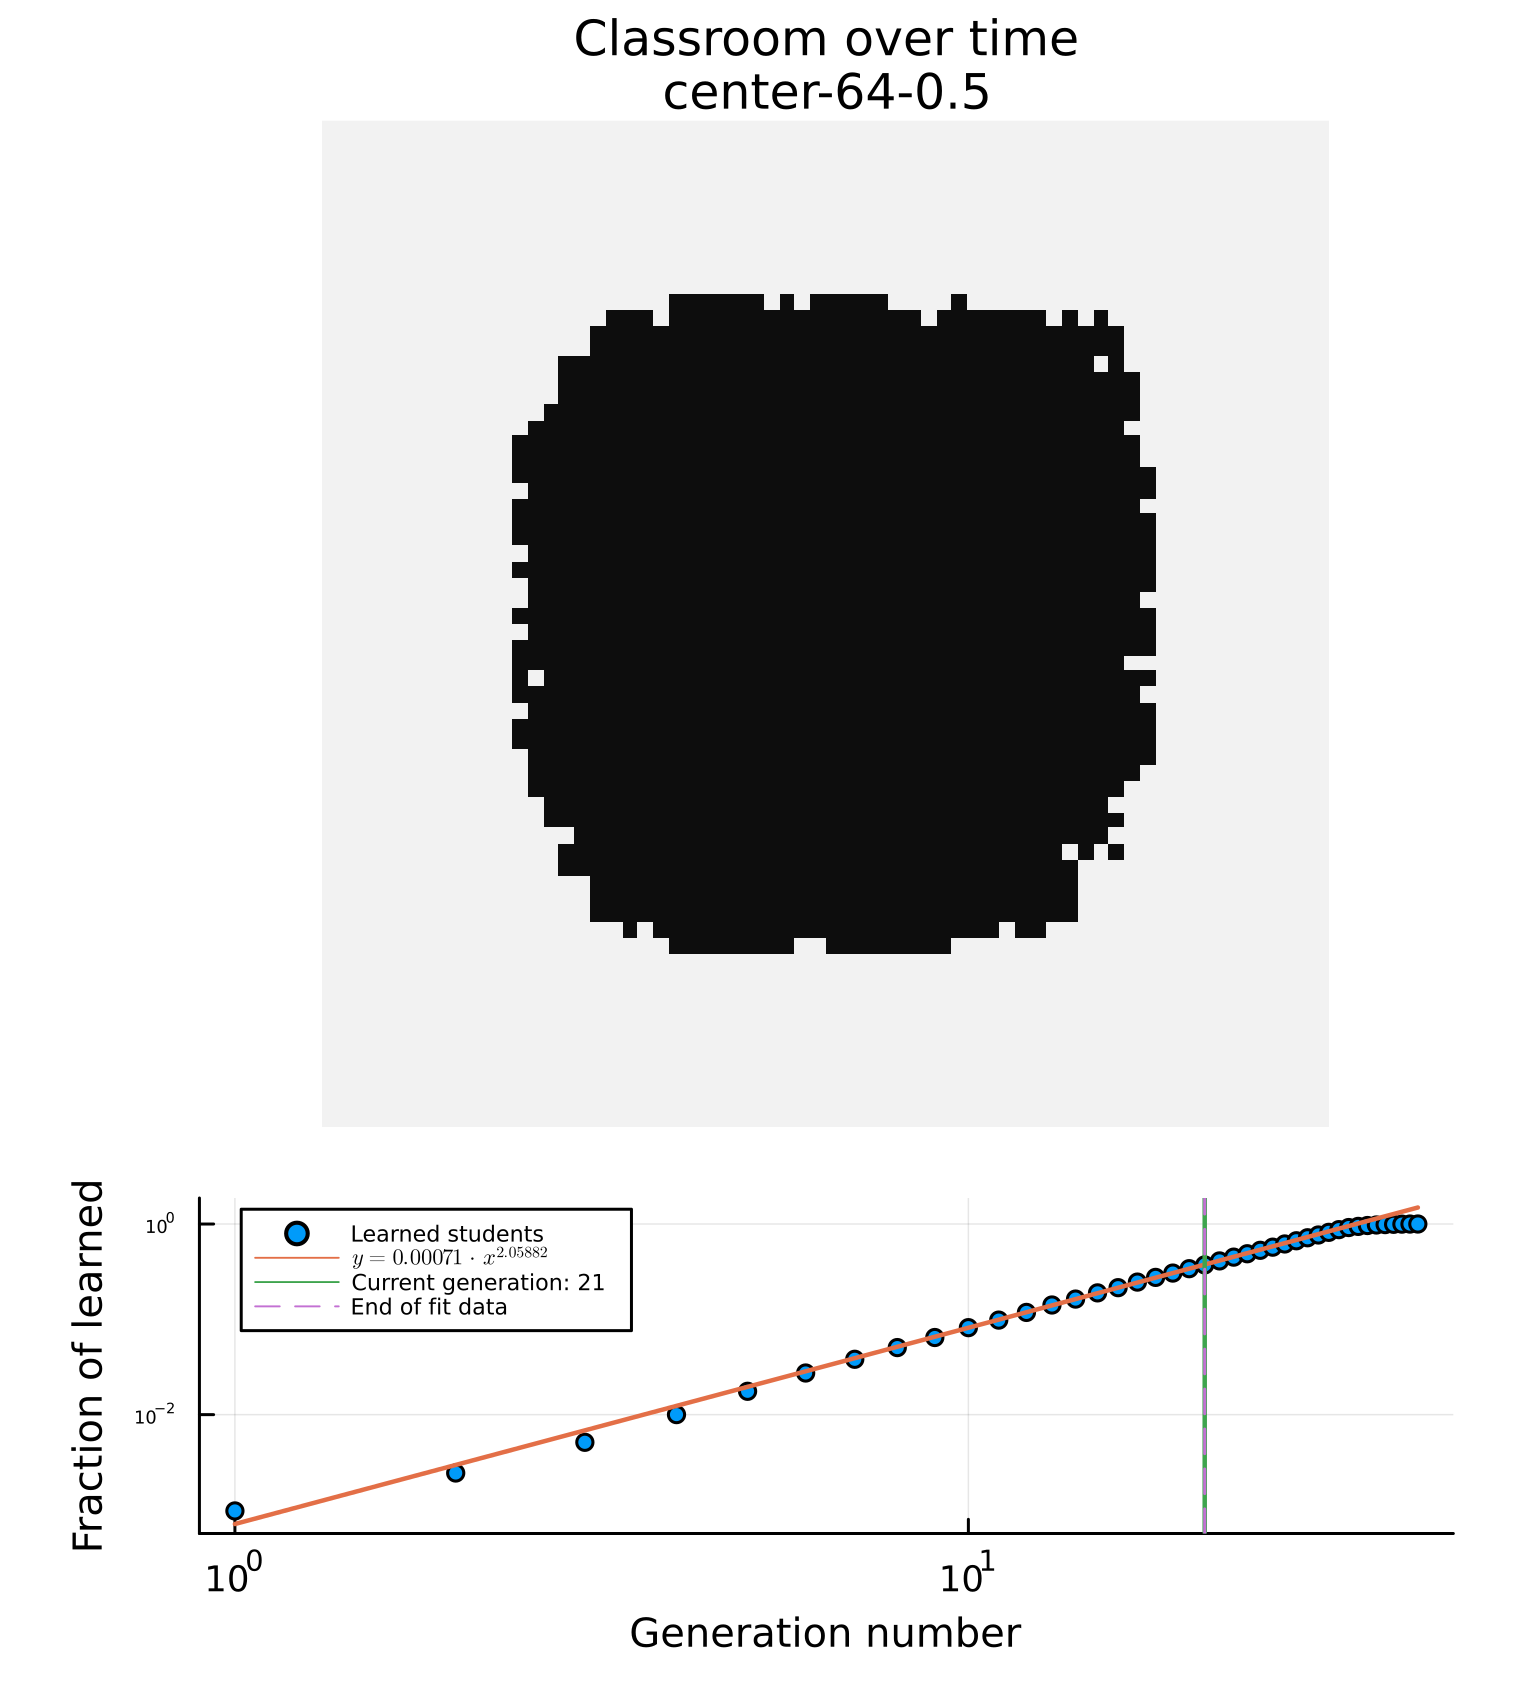 Classroom over time
center-64-0.5
Fraction of learned
10⁰
10⁻²
Learned students
y = 0.00071 · x^2.05882
Current generation: 21
End of fit data
10⁰
10¹
Generation number